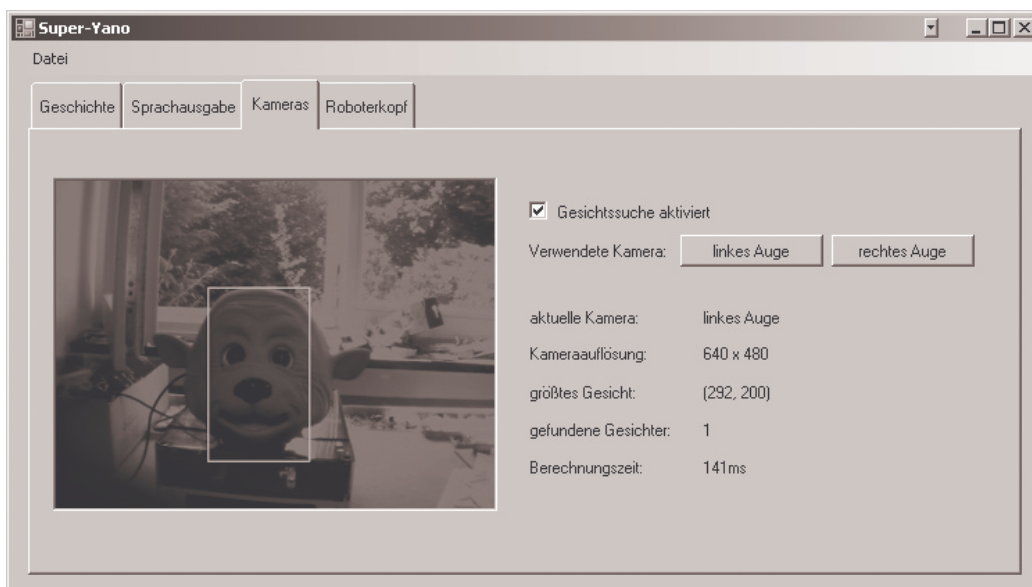 Super-Yano
Datei
Geschichte Sprachausgabe Kameras Roboterkopf
Gesichtssuche aktiviert
Verwendete Kamera: linkes Auge rechtes Auge
aktuelle Kamera: linkes Auge
Kameraauflösung: 640 x 480
größtes Gesicht: (292, 200)
gefundene Gesichter: 1
Berechnungszeit: 141ms